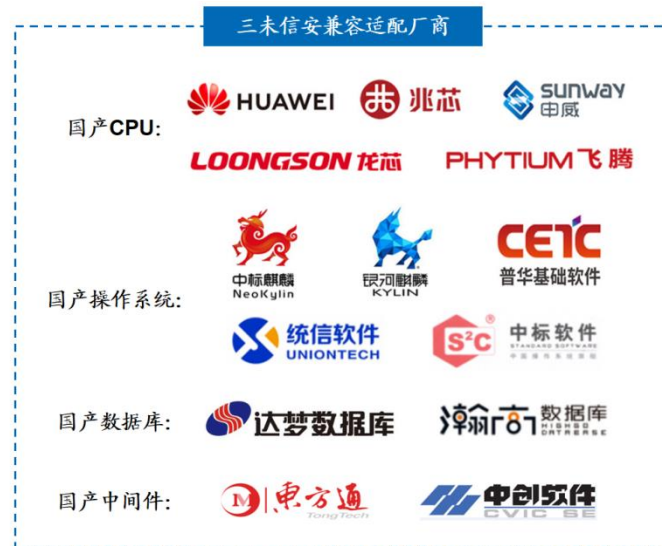 三未信安兼容适配厂商
国产CPU:
HUAWEI
兆芯
SUNWAY
申威
LOONGSON 龙芯
PHYTIUM 飞腾
国产操作系统:
中标麒麟
NeoKylin
银河麒麟
KYLIN
CETC
普华基础软件
统信软件
UNIONTECH
S²C
®
中标软件
STANDARD SOFTWARE
国产数据库:
达梦数据库
瀚高数据库
HIGHGO
DATABASE
国产中间件:
东方通
TongTech
中创软件
CVIC SE